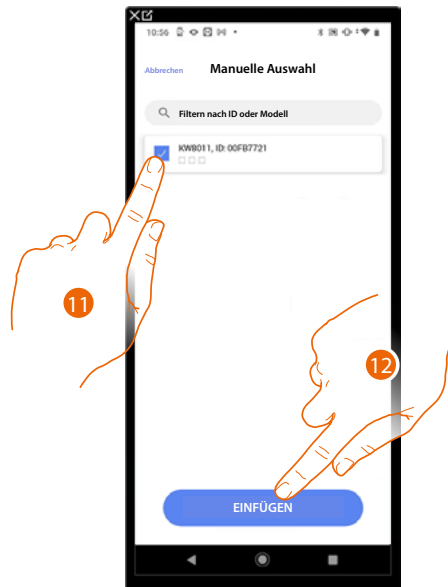 10:56
Abbrechen
Manuelle Auswahl
Filtern nach ID oder Modell
KW8011, ID: 00FB7721
11
12
EINFÜGEN